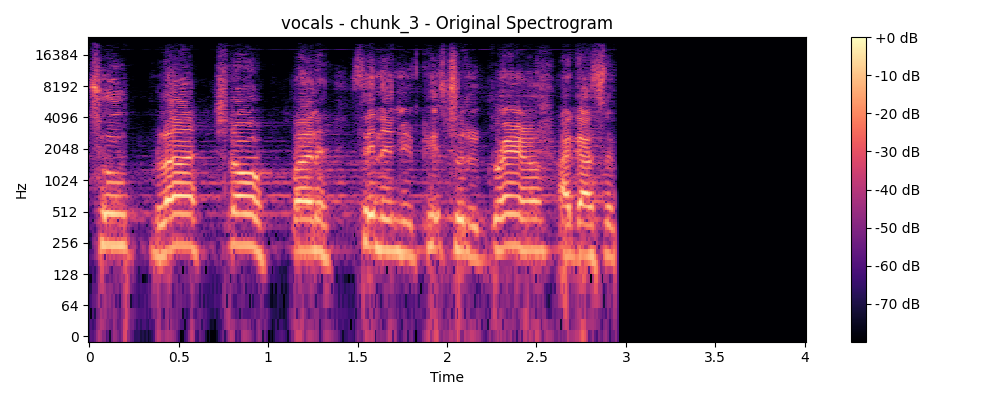 vocals - chunk_3 - Original Spectrogram
16384
8192
4096
2048
1024
512
256
128
64
0
Hz
0 0.5 1 1.5 2 2.5 3 3.5 4
Time
+0 dB
-10 dB
-20 dB
-30 dB
-40 dB
-50 dB
-60 dB
-70 dB